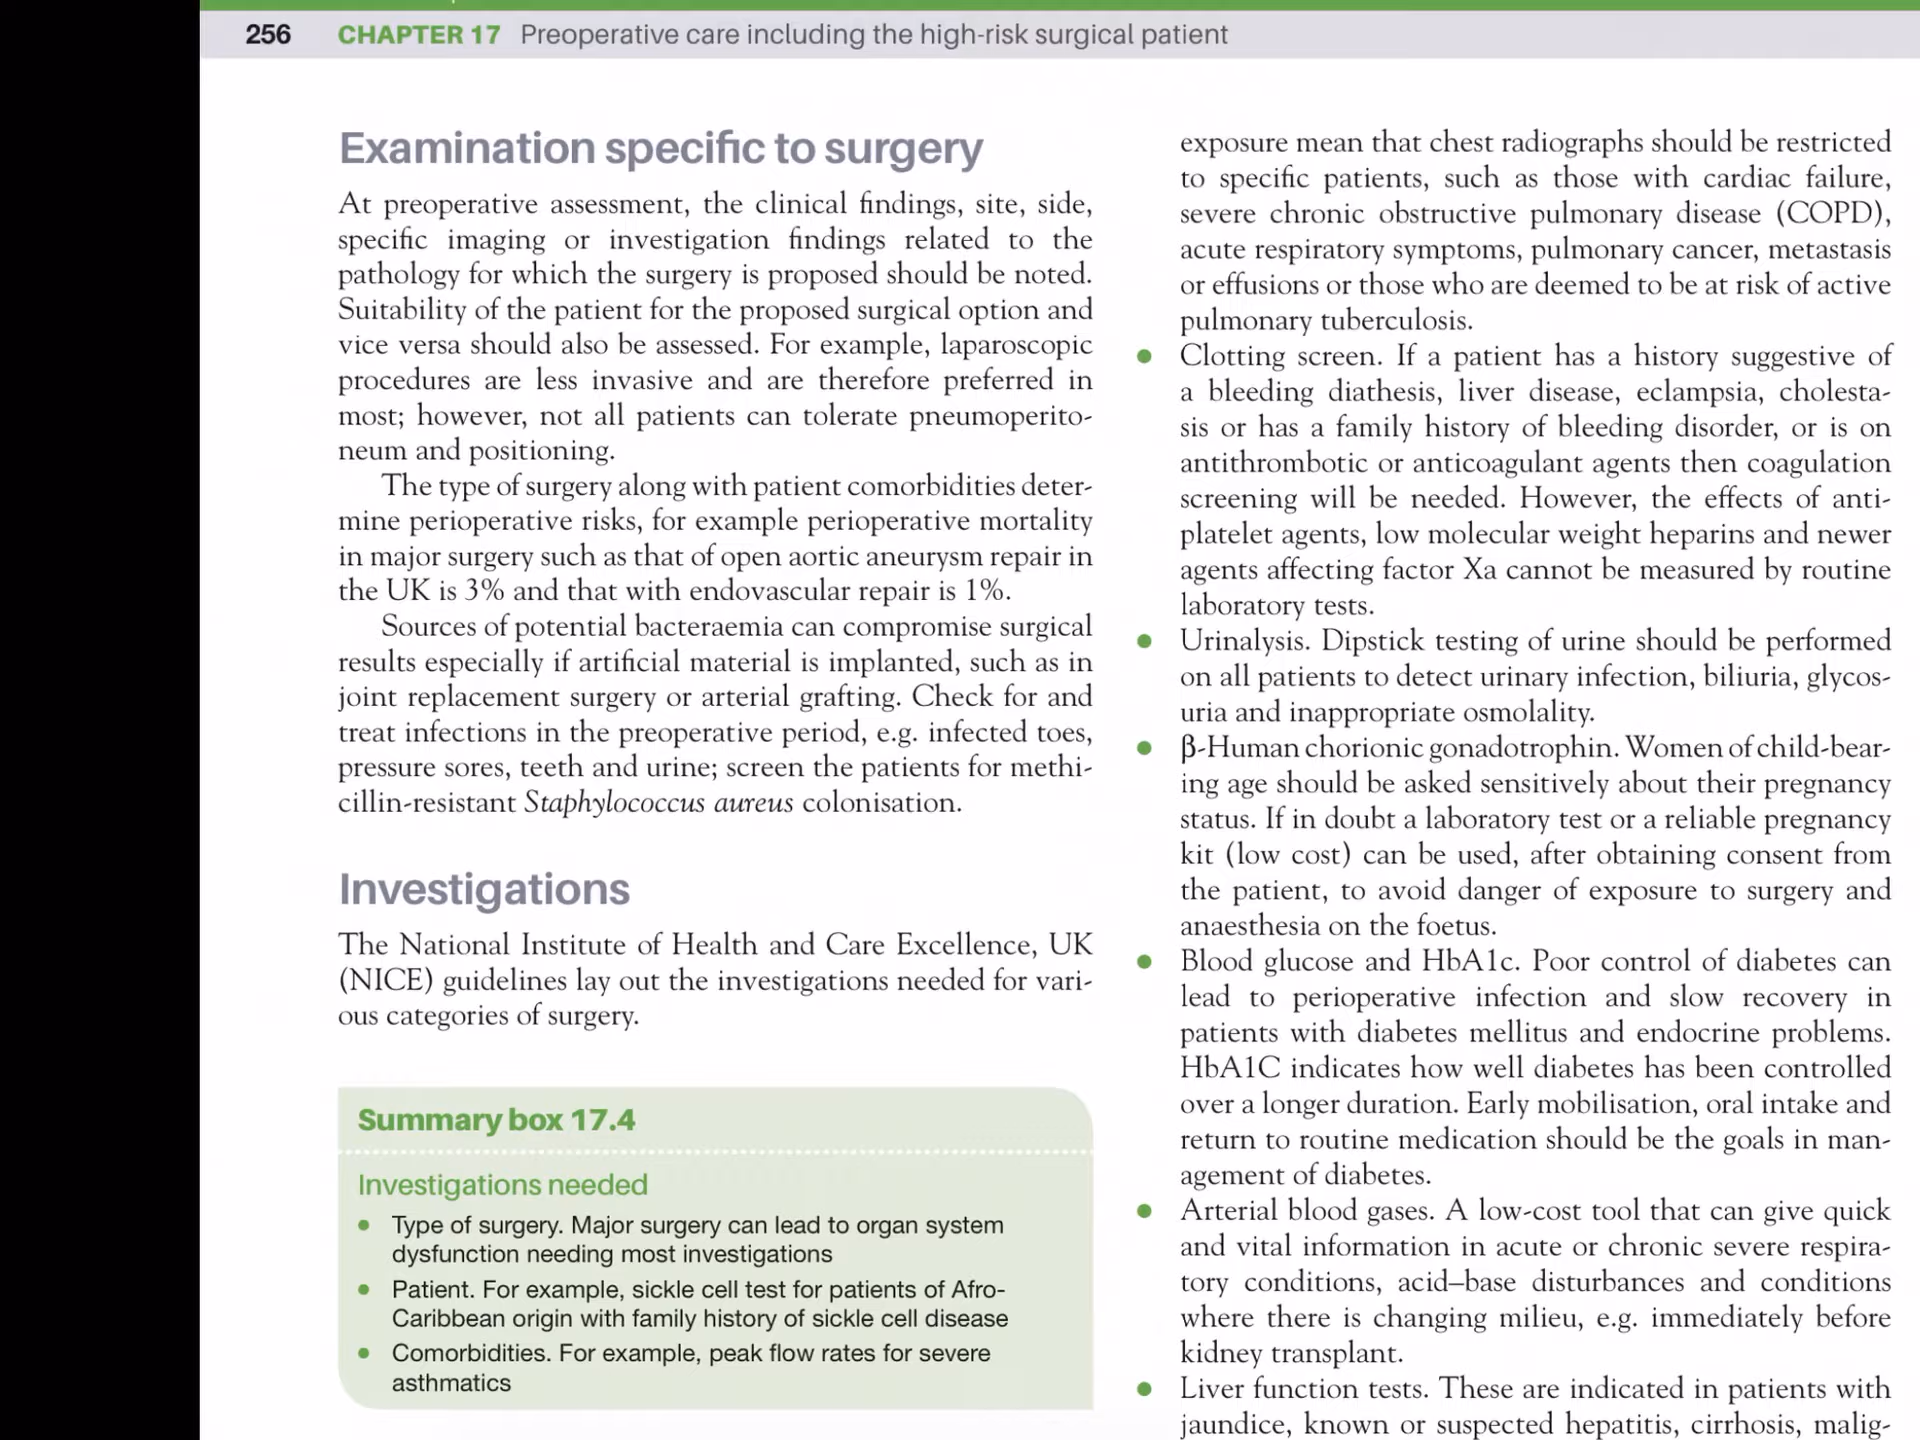 256 CHAPTER 17 Preoperative care including the high-risk surgical patient
Examination specific to surgery
At preoperative assessment, the clinical findings, site, side,
specific imaging or investigation findings related to the
pathology for which the surgery is proposed should be noted.
Suitability of the patient for the proposed surgical option and
vice versa should also be assessed. For example, laparoscopic
procedures are less invasive and are therefore preferred in
most; however, not all patients can tolerate pneumoperito-
neum and positioning.
The type of surgery along with patient comorbidities deter-
mine perioperative risks, for example perioperative mortality
in major surgery such as that of open aortic aneurysm repair in
the UK is 3% and that with endovascular repair is 1%.
Sources of potential bacteraemia can compromise surgical
results especially if artificial material is implanted, such as in
joint replacement surgery or arterial grafting. Check for and
treat infections in the preoperative period, e.g. infected toes,
pressure sores, teeth and urine; screen the patients for methi-
cillin-resistant Staphylococcus aureus colonisation.
Investigations
The National Institute of Health and Care Excellence, UK
(NICE) guidelines lay out the investigations needed for vari-
ous categories of surgery.
Summary box 17.4
Investigations needed
• Type of surgery. Major surgery can lead to organ system
dysfunction needing most investigations
• Patient. For example, sickle cell test for patients of Afro-
Caribbean origin with family history of sickle cell disease
• Comorbidities. For example, peak flow rates for severe
asthmatics
exposure mean that chest radiographs should be restricted
to specific patients, such as those with cardiac failure,
severe chronic obstructive pulmonary disease (COPD),
acute respiratory symptoms, pulmonary cancer, metastasis
or effusions or those who are deemed to be at risk of active
pulmonary tuberculosis.
• Clotting screen. If a patient has a history suggestive of
a bleeding diathesis, liver disease, eclampsia, cholesta-
sis or has a family history of bleeding disorder, or is on
antithrombotic or anticoagulant agents then coagulation
screening will be needed. However, the effects of anti-
platelet agents, low molecular weight heparins and newer
agents affecting factor Xa cannot be measured by routine
laboratory tests.
• Urinalysis. Dipstick testing of urine should be performed
on all patients to detect urinary infection, biliuria, glycos-
uria and inappropriate osmolality.
• β-Human chorionic gonadotrophin. Women of child-bear-
ing age should be asked sensitively about their pregnancy
status. If in doubt a laboratory test or a reliable pregnancy
kit (low cost) can be used, after obtaining consent from
the patient, to avoid danger of exposure to surgery and
anaesthesia on the foetus.
• Blood glucose and HbA1c. Poor control of diabetes can
lead to perioperative infection and slow recovery in
patients with diabetes mellitus and endocrine problems.
HbA1C indicates how well diabetes has been controlled
over a longer duration. Early mobilisation, oral intake and
return to routine medication should be the goals in man-
agement of diabetes.
• Arterial blood gases. A low-cost tool that can give quick
and vital information in acute or chronic severe respira-
tory conditions, acid–base disturbances and conditions
where there is changing milieu, e.g. immediately before
kidney transplant.
• Liver function tests. These are indicated in patients with
jaundice, known or suspected hepatitis, cirrhosis, malig-